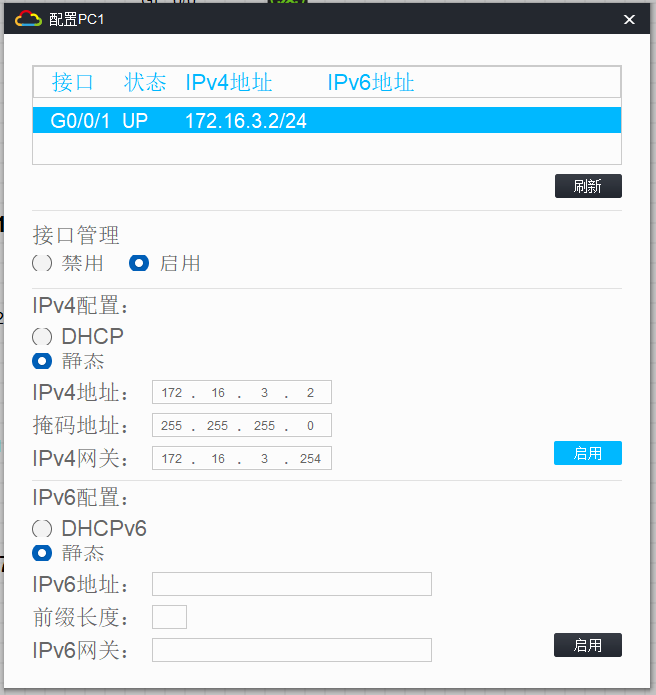 配置PC1
接口 状态 IPv4地址 IPv6地址
G0/0/1 UP 172.16.3.2/24
刷新
接口管理
禁用 启用
IPv4配置：
DHCP
静态
IPv4地址： 172 . 16 . 3 . 2
掩码地址： 255 . 255 . 255 . 0
IPv4网关： 172 . 16 . 3 . 254
启用
IPv6配置：
DHCPv6
静态
IPv6地址：
前缀长度：
IPv6网关：
启用